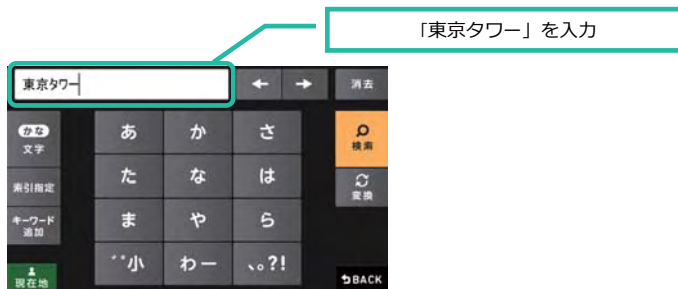 「東京タワー」を入力
東京タワー
← →
消去
かな
文字
あ
か
さ
検索
索引指定
た
な
は
変換
キーワード
追加
ま
や
ら
現在地
゛゜小
わー
、。?!
BACK